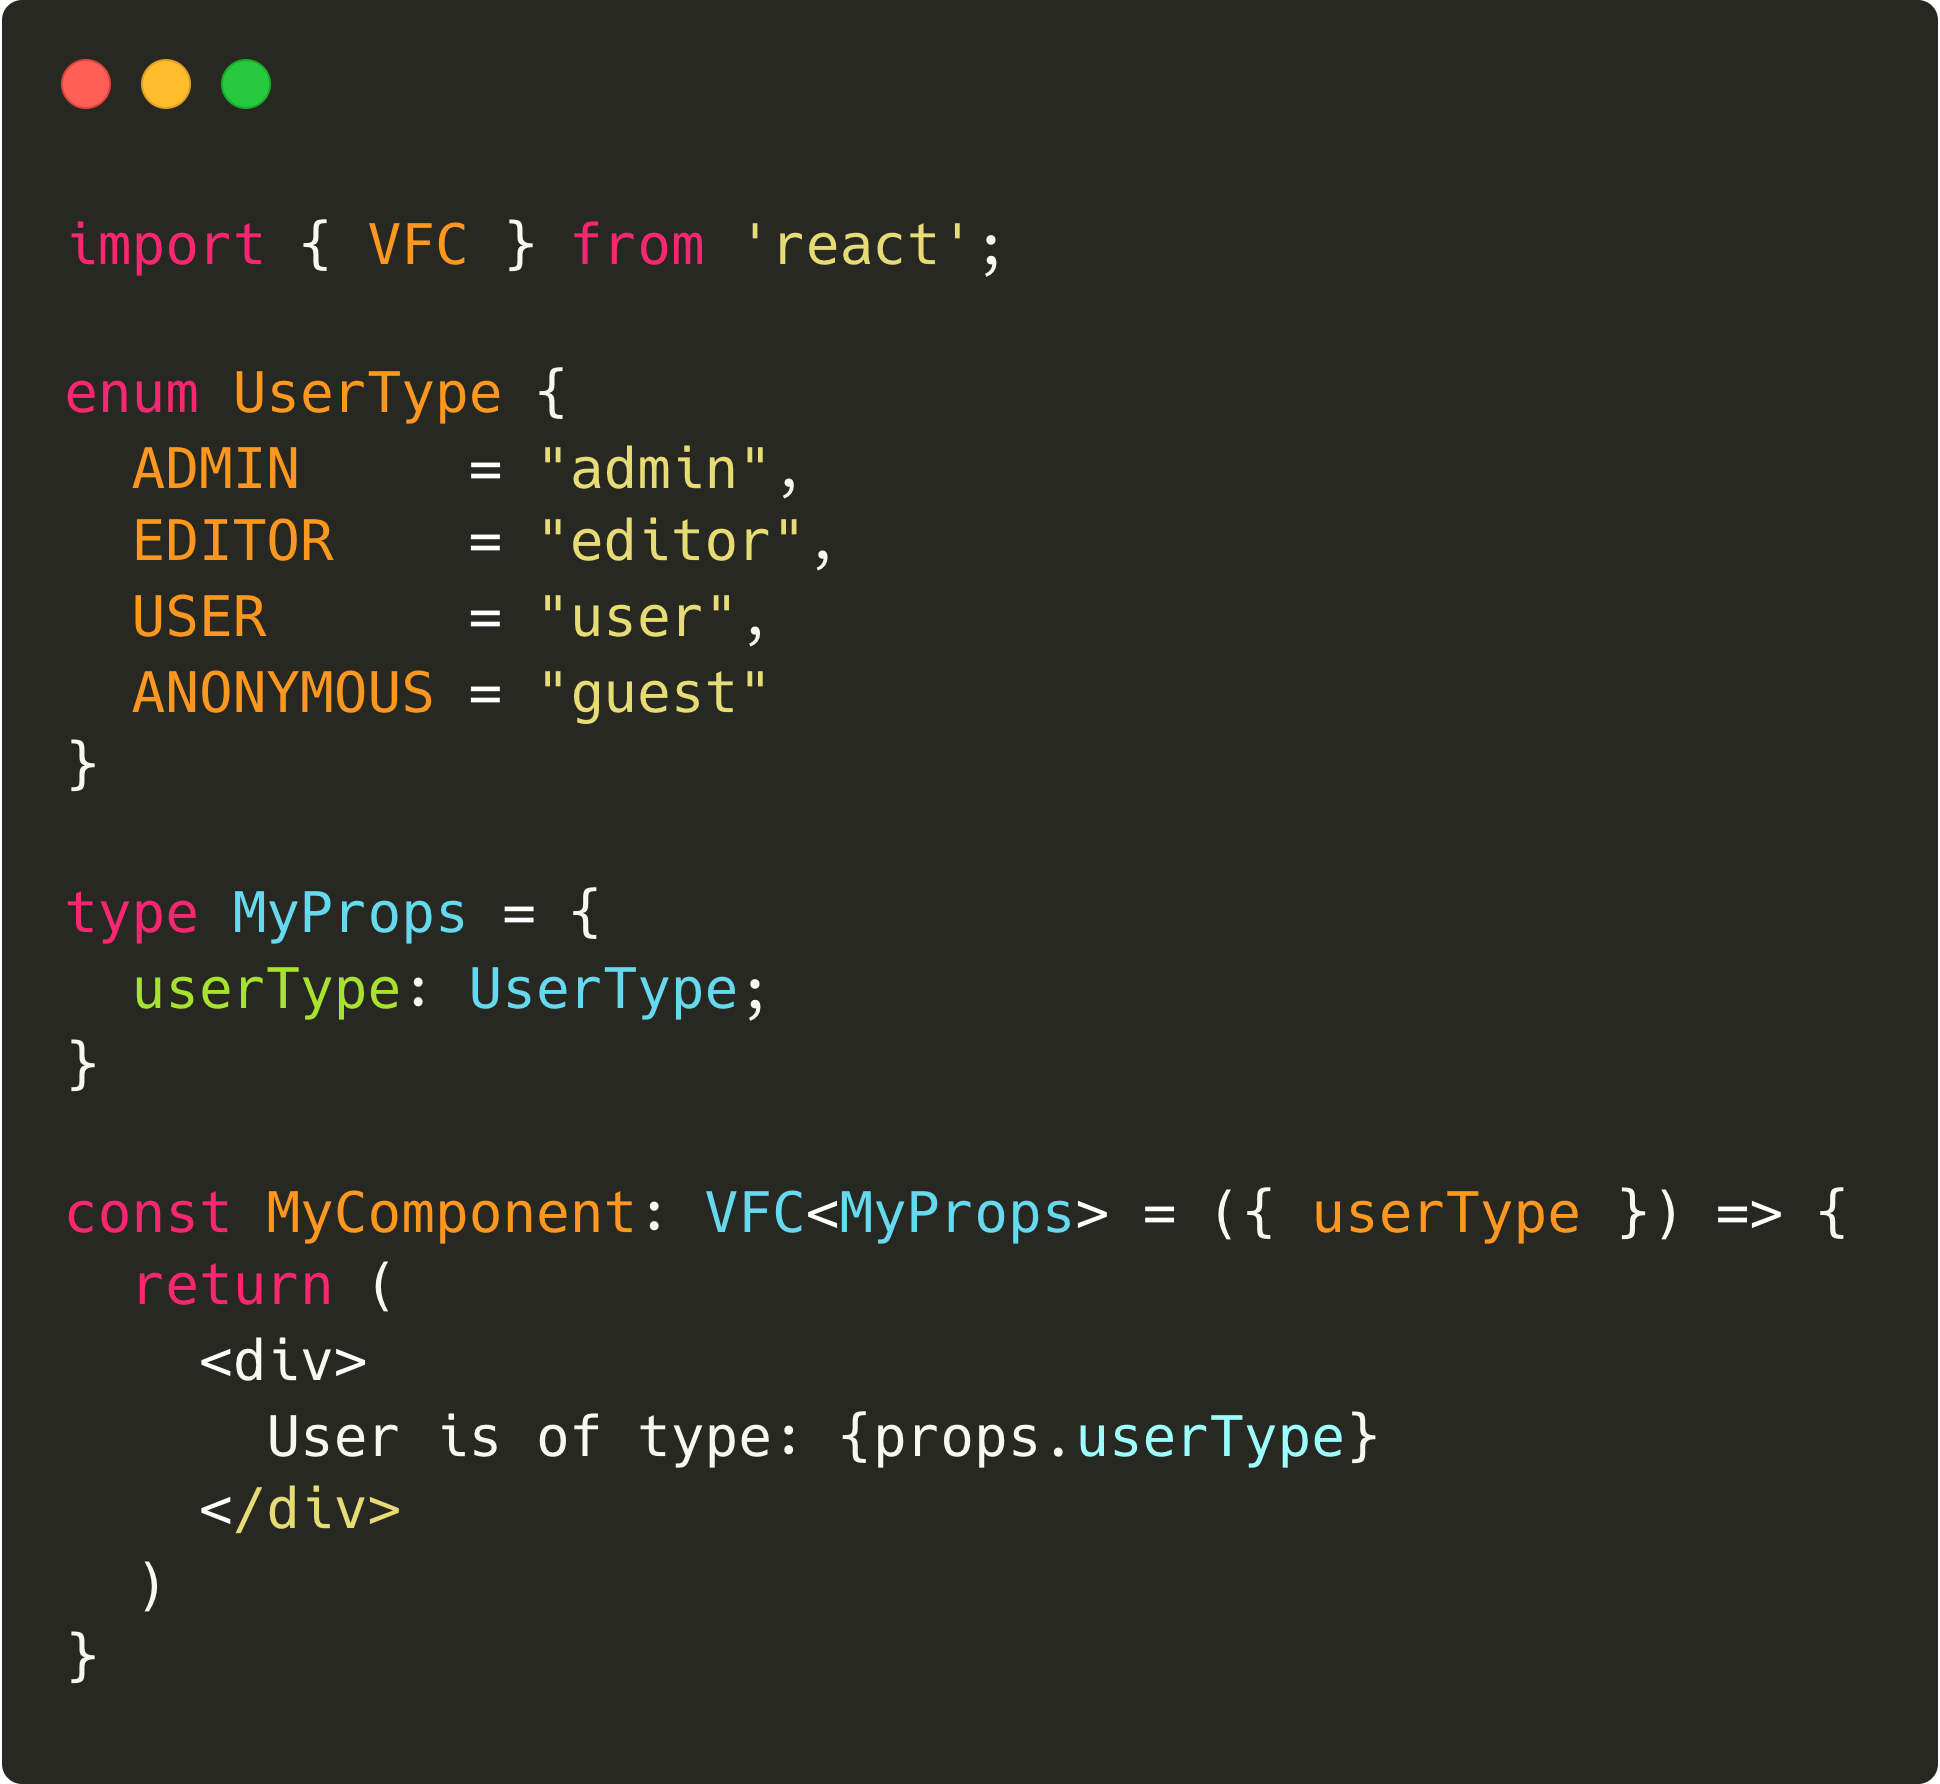 import { VFC } from 'react';
enum UserType {
  ADMIN     = "admin",
  EDITOR    = "editor",
  USER      = "user",
  ANONYMOUS = "guest"
}
type MyProps = {
  userType: UserType;
}
const MyComponent: VFC<MyProps> = ({ userType }) => {
  return (
    <div>
      User is of type: {props.userType}
    </div>
  )
}